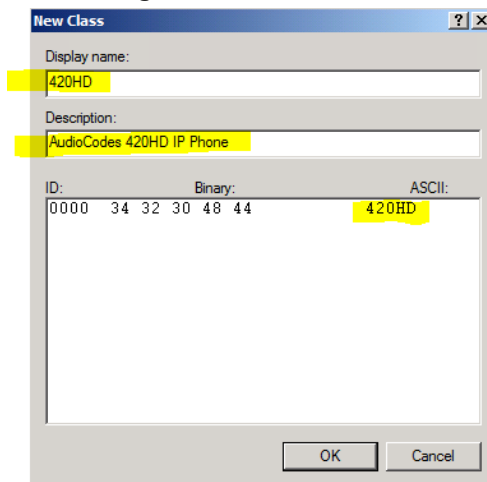 New Class
Display name:
420HD
Description:
AudioCodes 420HD IP Phone
ID: Binary: ASCII:
0000 34 32 30 48 44 420HD
OK Cancel